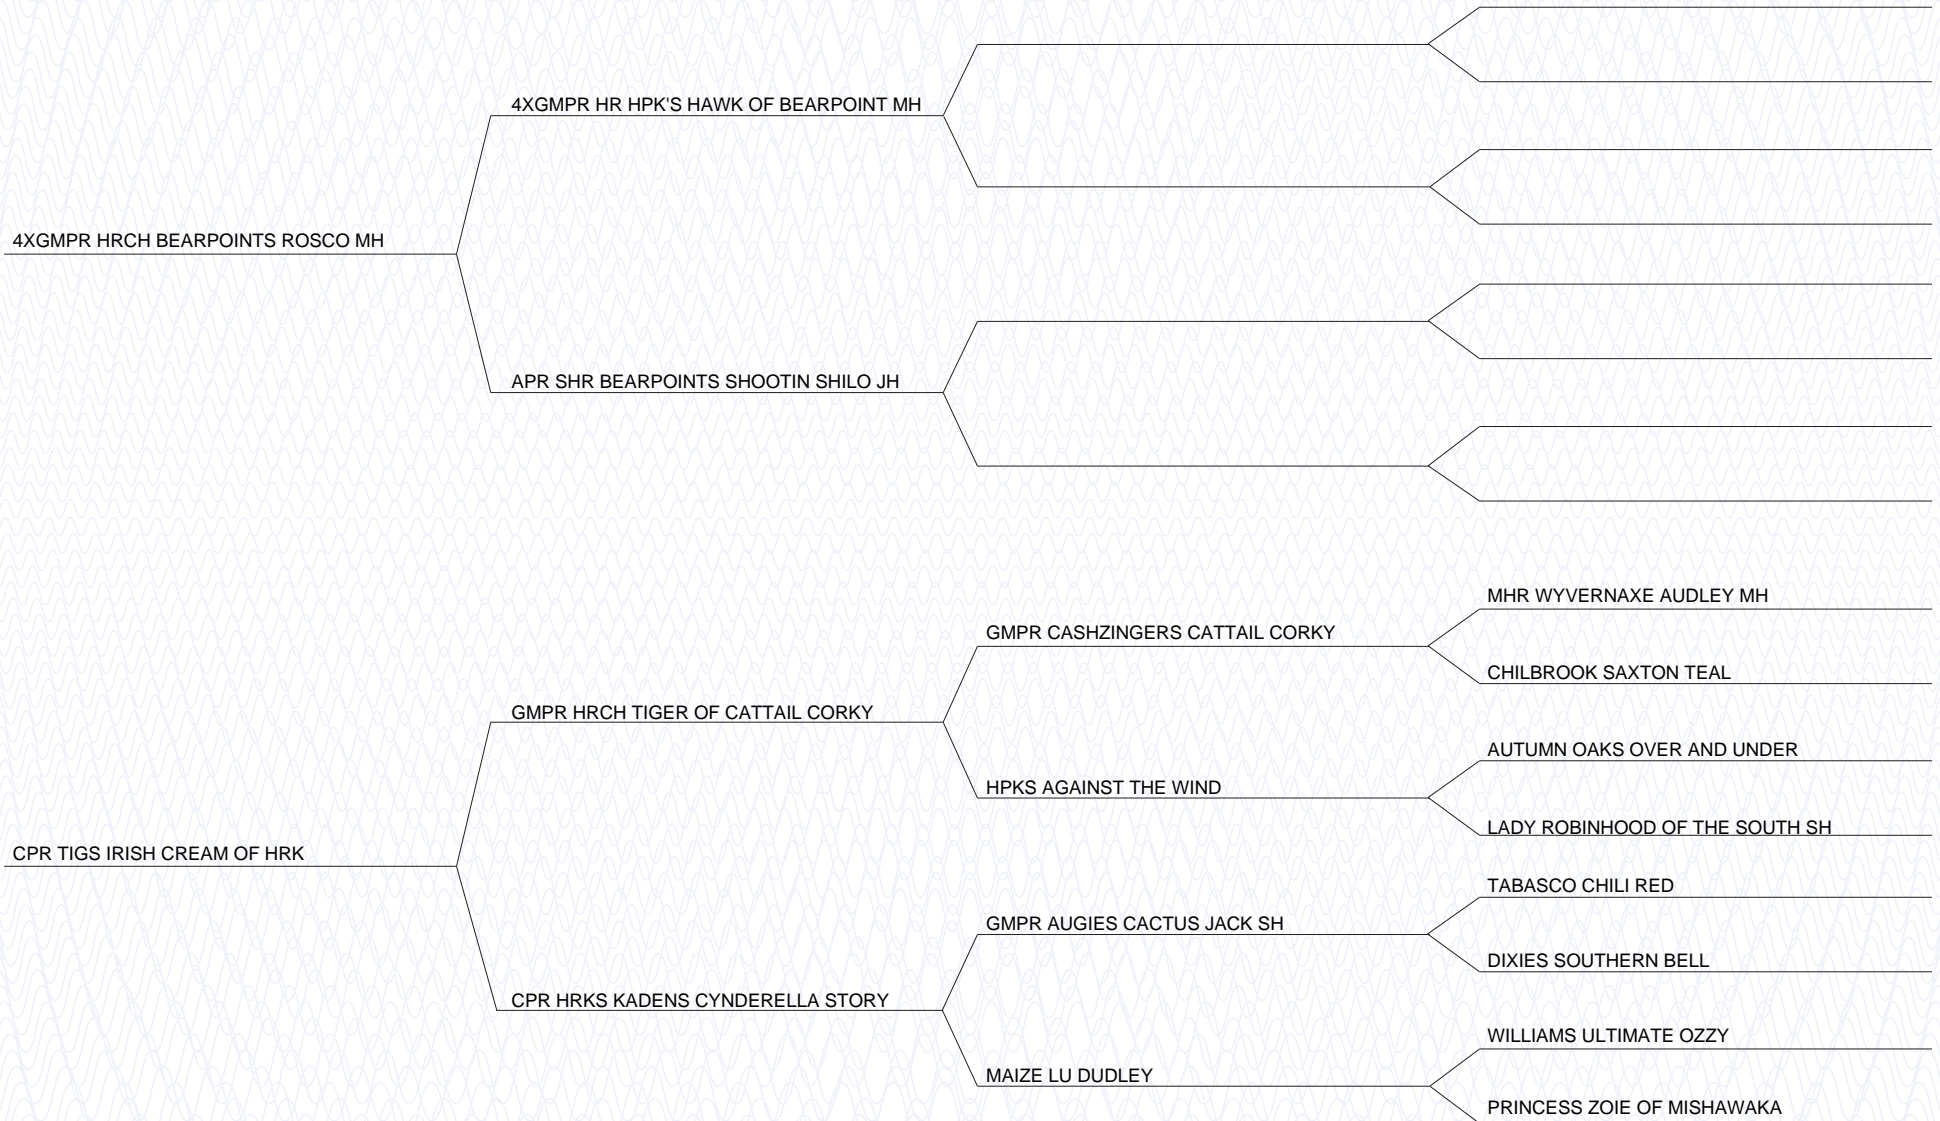 4XGMPR HR HPK'S HAWK OF BEARPOINT MH
4XGMPR HRCH BEARPOINTS ROSCO MH
APR SHR BEARPOINTS SHOOTIN SHILO JH
MHR WYVERNAXE AUDLEY MH
GMPR CASHZINGERS CATTAIL CORKY
CHILBROOK SAXTON TEAL
GMPR HRCH TIGER OF CATTAIL CORKY
AUTUMN OAKS OVER AND UNDER
HPKS AGAINST THE WIND
LADY ROBINHOOD OF THE SOUTH SH
CPR TIGS IRISH CREAM OF HRK
TABASCO CHILI RED
GMPR AUGIES CACTUS JACK SH
DIXIES SOUTHERN BELL
CPR HRKS KADENS CYNDERELLA STORY
WILLIAMS ULTIMATE OZZY
MAIZE LU DUDLEY
PRINCESS ZOIE OF MISHAWAKA